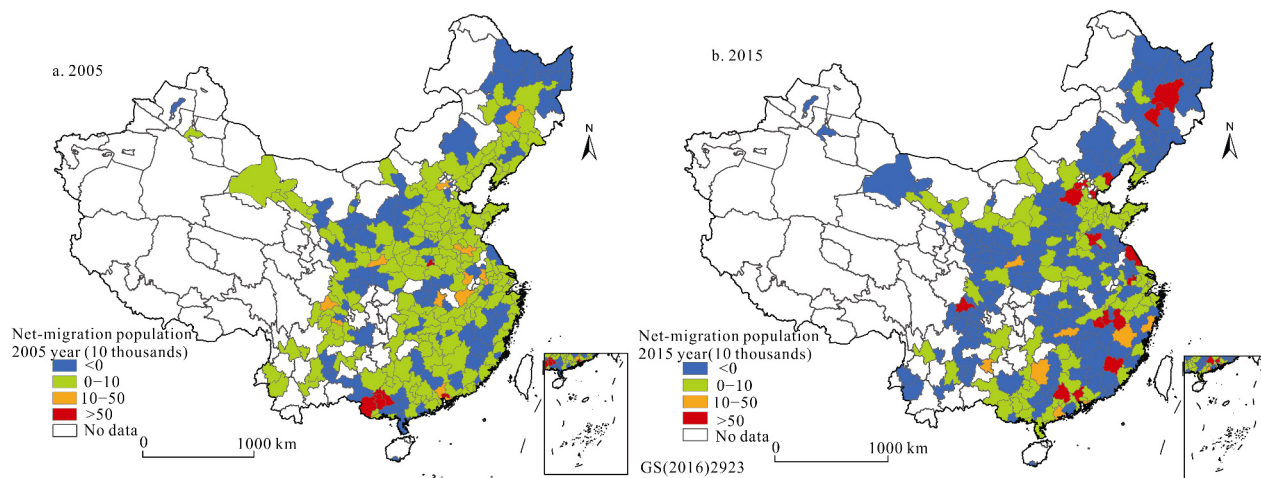 a. 2005
N
Net-migration population
2005 year (10 thousands)
<0
0−10
10−50
>50
No data
0
1000 km
b. 2015
N
Net-migration population
2015 year(10 thousands)
<0
0−10
10−50
>50
No data
0
1000 km
GS(2016)2923